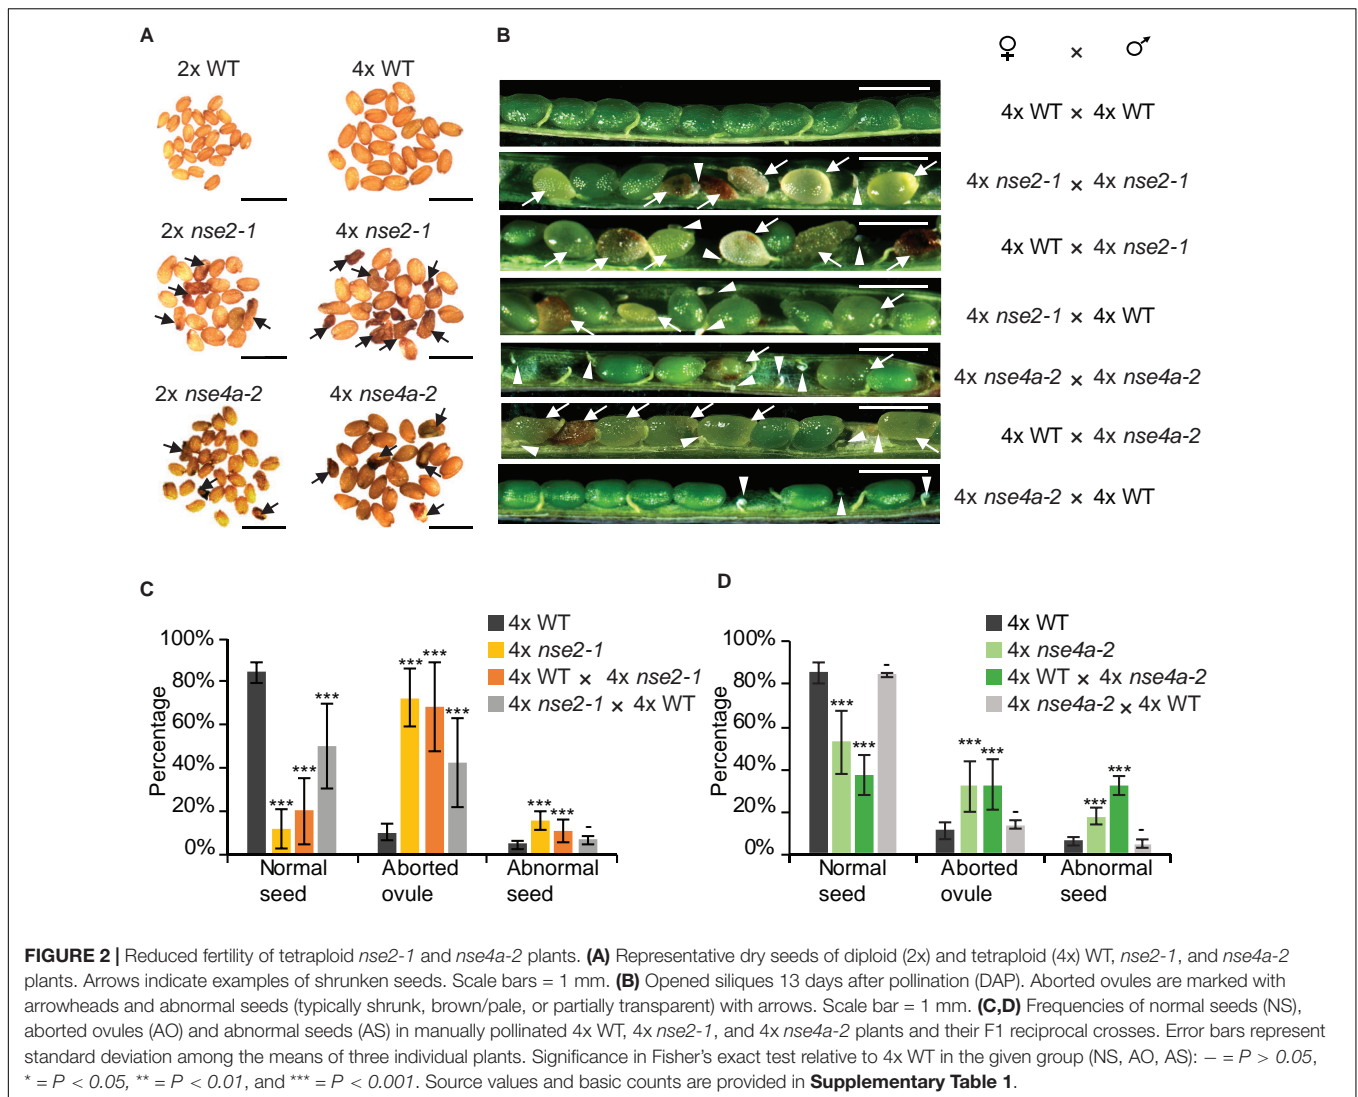 A
2x WT
4x WT
2x nse2-1
4x nse2-1
2x nse4a-2
4x nse4a-2
B
♀ × ♂
4x WT × 4x WT
4x nse2-1 × 4x nse2-1
4x WT × 4x nse2-1
4x nse2-1 × 4x WT
4x nse4a-2 × 4x nse4a-2
4x WT × 4x nse4a-2
4x nse4a-2 × 4x WT
C
4x WT
4x nse2-1
4x WT × 4x nse2-1
4x nse2-1 × 4x WT
Percentage
100%
80%
60%
40%
20%
0%
***
***
***
***
***
***
***
***
-
Normal seed
Aborted ovule
Abnormal seed
D
4x WT
4x nse4a-2
4x WT × 4x nse4a-2
4x nse4a-2 × 4x WT
Percentage
100%
80%
60%
40%
20%
0%
***
***
-
***
***
-
***
***
-
Normal seed
Aborted ovule
Abnormal seed
FIGURE 2 | Reduced fertility of tetraploid nse2-1 and nse4a-2 plants. (A) Representative dry seeds of diploid (2x) and tetraploid (4x) WT, nse2-1, and nse4a-2
plants. Arrows indicate examples of shrunken seeds. Scale bars = 1 mm. (B) Opened siliques 13 days after pollination (DAP). Aborted ovules are marked with
arrowheads and abnormal seeds (typically shrunk, brown/pale, or partially transparent) with arrows. Scale bar = 1 mm. (C,D) Frequencies of normal seeds (NS),
aborted ovules (AO) and abnormal seeds (AS) in manually pollinated 4x WT, 4x nse2-1, and 4x nse4a-2 plants and their F1 reciprocal crosses. Error bars represent
standard deviation among the means of three individual plants. Significance in Fisher's exact test relative to 4x WT in the given group (NS, AO, AS): − = P > 0.05,
* = P < 0.05, ** = P < 0.01, and *** = P < 0.001. Source values and basic counts are provided in Supplementary Table 1.